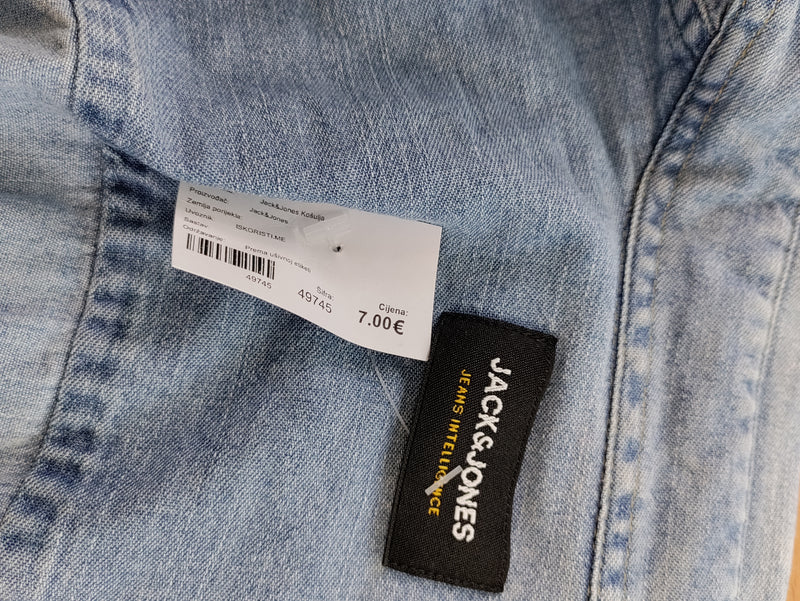 Jack&Jones Košulja
Proizvođač: Jack&Jones
Zemlja porijekla:
Uvoznik: ISKORISTI.ME
Sastav:
Održavanje: Prema ušivnoj etiketi
49745
Šifra:
49745
Cijena:
7.00€
JACK&JONES
JEANS INTELLIGENCE